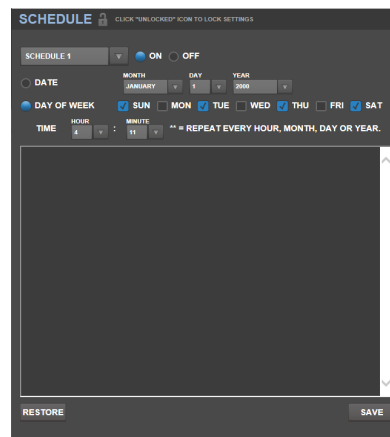 SCHEDULE CLICK "UNLOCKED" ICON TO LOCK SETTINGS
SCHEDULE 1 ON OFF
MONTH DAY YEAR
DATE JANUARY 1 2000
DAY OF WEEK SUN MON TUE WED THU FRI SAT
HOUR MINUTE
TIME 4 : 11 "* = REPEAT EVERY HOUR, MONTH, DAY OR YEAR.
RESTORE SAVE